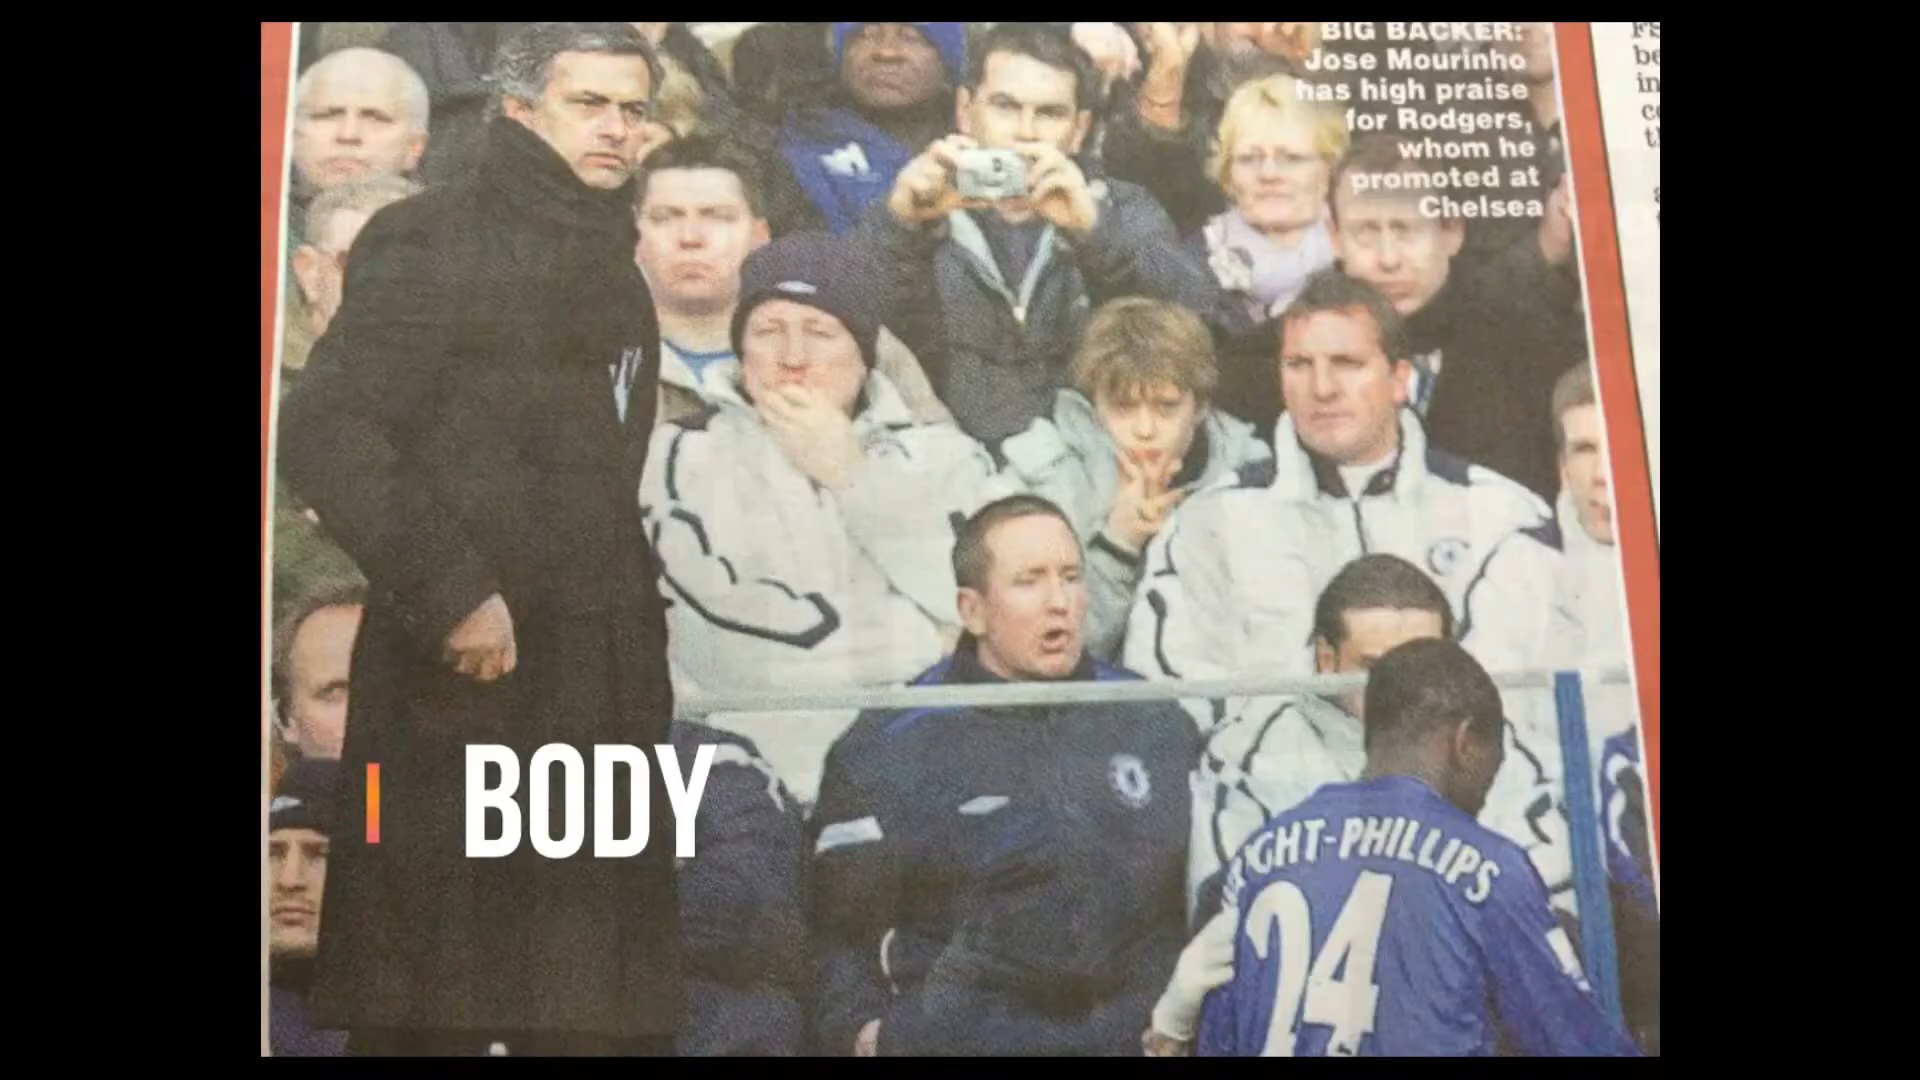 BIG BACKER:
Jose Mourinho
has high praise
for Rodgers,
whom he
promoted at
Chelsea
BODY
GHT-PHILLIPS
24